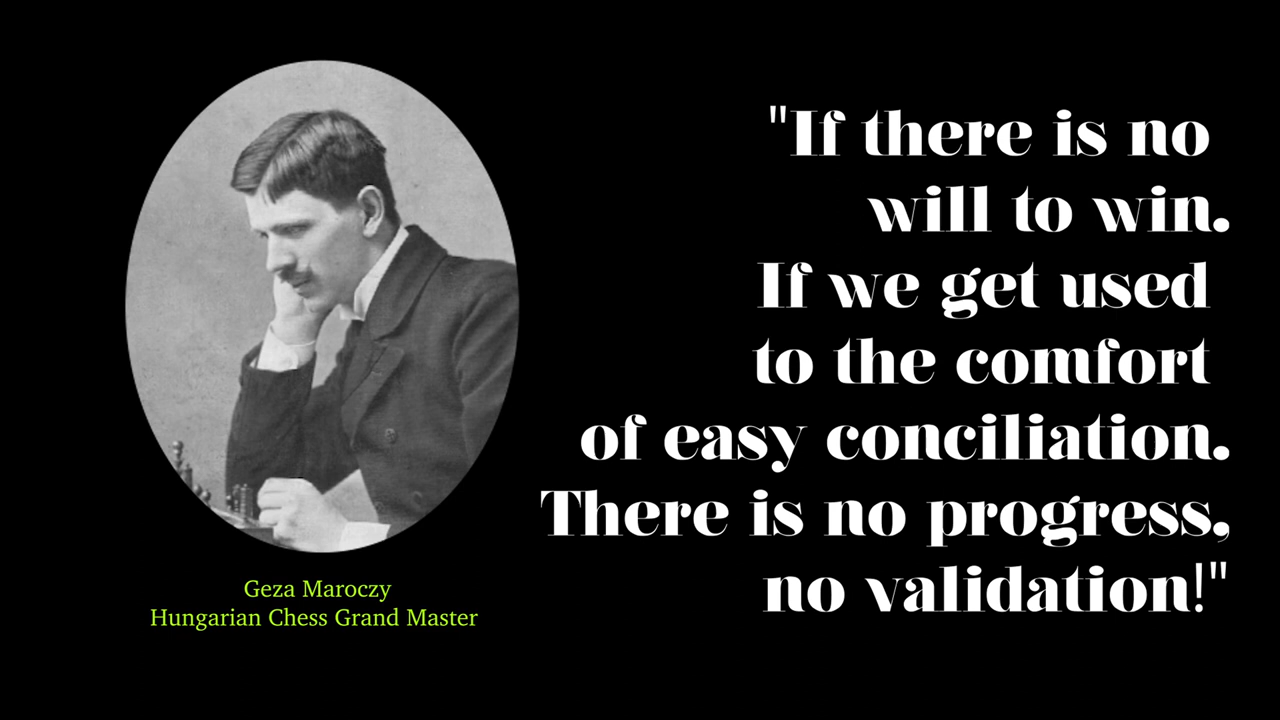 "If there is no
will to win.
If we get used
to the comfort
of easy conciliation.
There is no progress,
no validation!"
Geza Maroczy
Hungarian Chess Grand Master